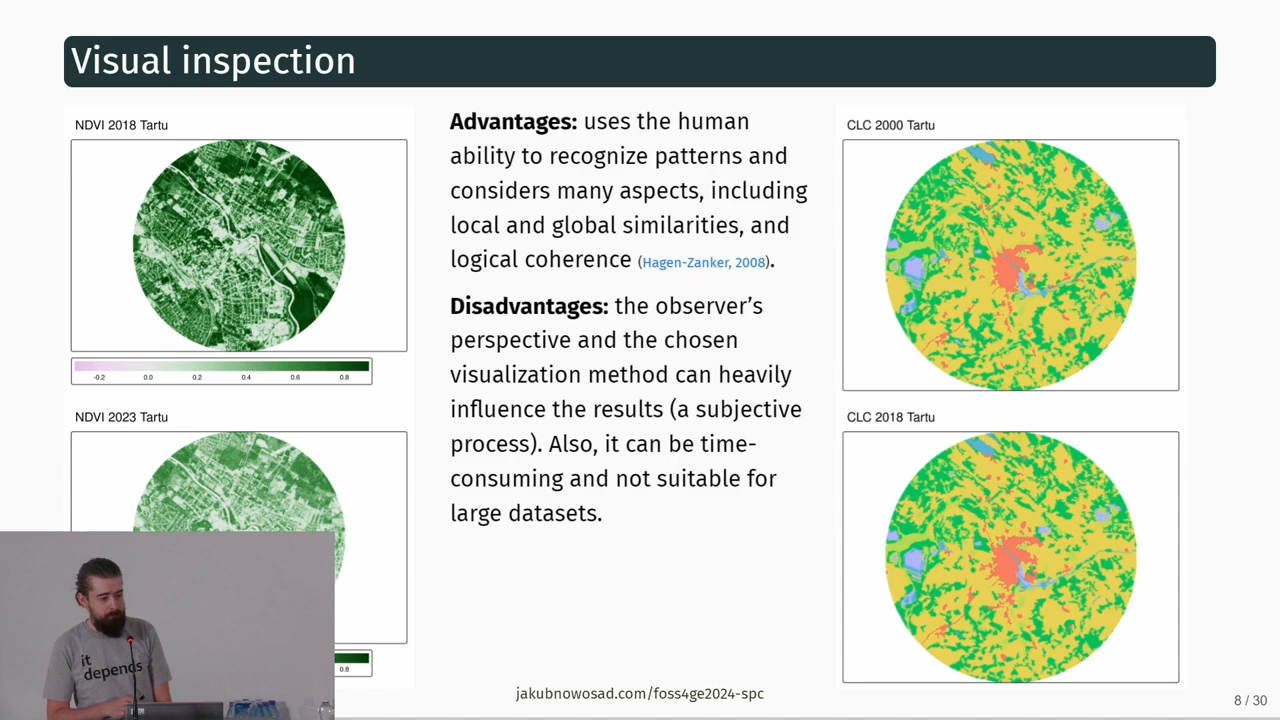 Visual inspection
NDVI 2018 Tartu
-0.2 0.0 0.2 0.4 0.6 0.8
NDVI 2023 Tartu
0.8
Advantages: uses the human
ability to recognize patterns and
considers many aspects, including
local and global similarities, and
logical coherence (Hagen-Zanker, 2008).
Disadvantages: the observer’s
perspective and the chosen
visualization method can heavily
influence the results (a subjective
process). Also, it can be time-
consuming and not suitable for
large datasets.
CLC 2000 Tartu
CLC 2018 Tartu
it
depends
jakubnowosad.com/foss4ge2024-spc
8 / 30